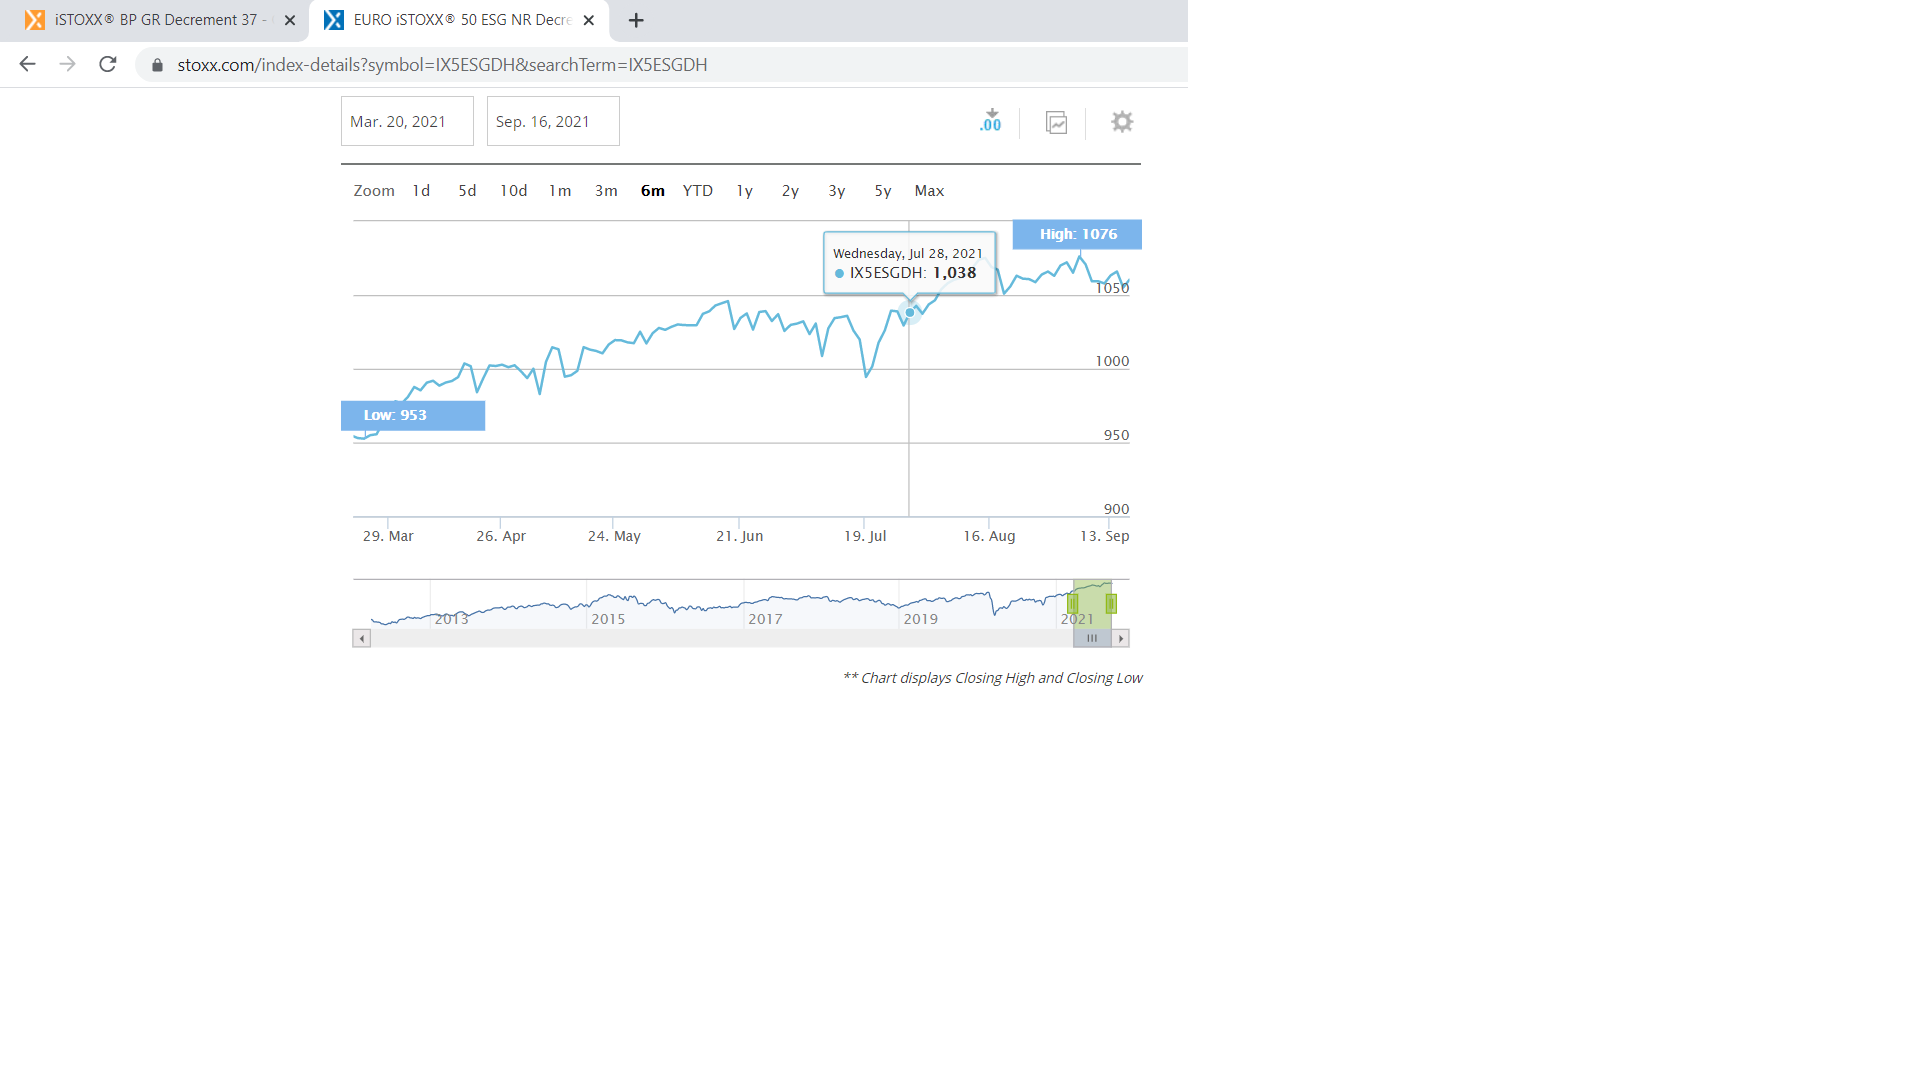 iSTOXX® BP GR Decrement 37 -
EURO iSTOXX® 50 ESG NR Decre
stoxx.com/index-details?symbol=IX5ESGDH&searchTerm=IX5ESGDH
Mar. 20, 2021
Sep. 16, 2021
.00
Zoom 1d 5d 10d 1m 3m 6m YTD 1y 2y 3y 5y Max
High: 1076
Wednesday, Jul 28, 2021
IX5ESGDH: 1,038
1050
1000
Low: 953
950
900
29. Mar 26. Apr 24. May 21. Jun 19. Jul 16. Aug 13. Sep
2013 2015 2017 2019 2021
** Chart displays Closing High and Closing Low